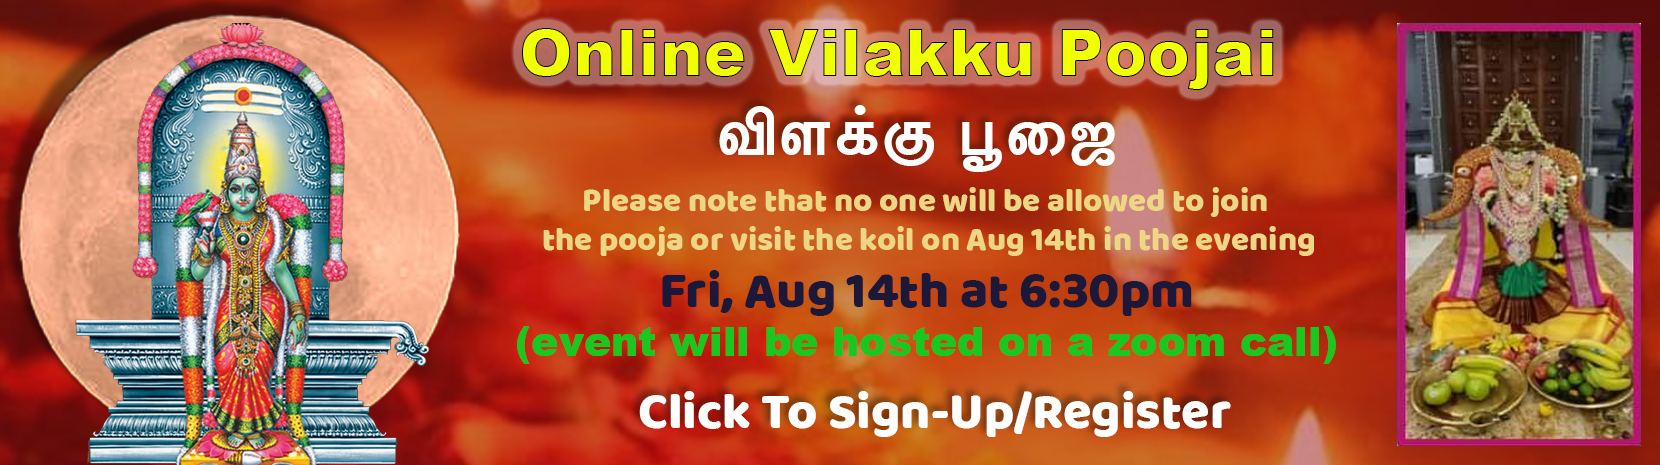 Online Vilakku Poojai
விளக்கு பூஜை
Please note that no one will be allowed to join
the pooja or visit the koil on Aug 14th in the evening
Fri, Aug 14th at 6:30pm
(event will be hosted on a zoom call)
Click To Sign-Up/Register